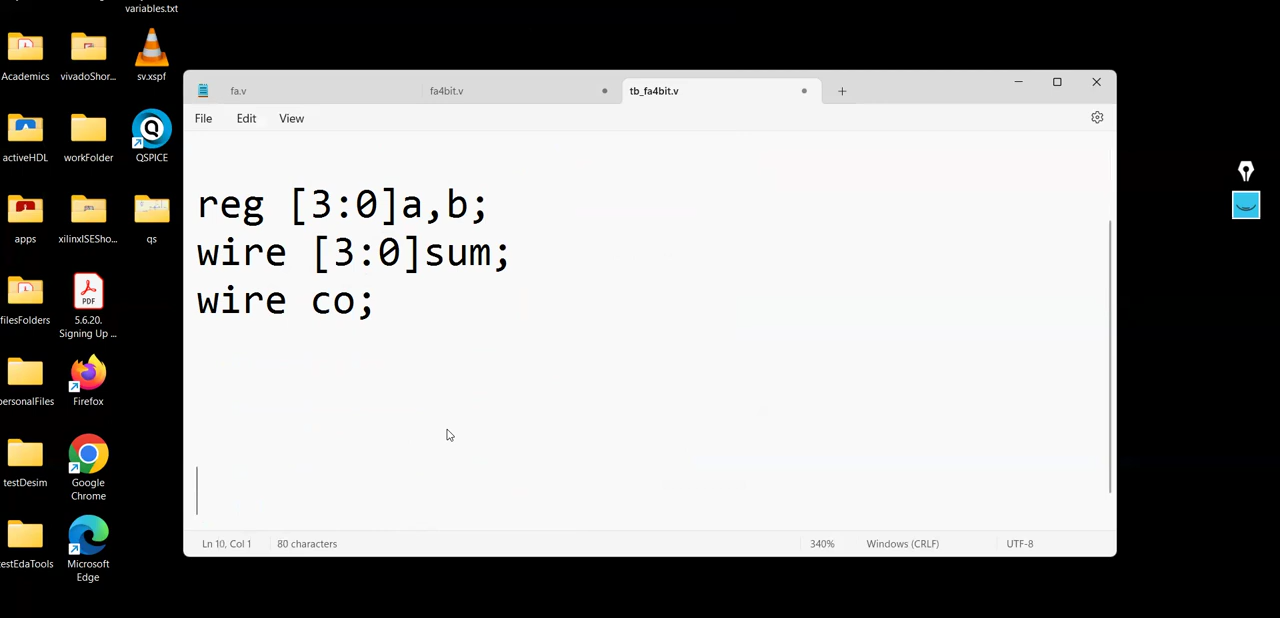 variables.txt
Academics
vivadoShor...
sv.xspf
fa.v
fa4bit.v
tb_fa4bit.v
File
Edit
View
activeHDL
workFolder
QSPICE
reg [3:0]a,b;
wire [3:0]sum;
wire co;
apps
xilinxISESho...
qs
PDF
filesFolders
5.6.20.
Signing Up ...
personalFiles
Firefox
testDesim
Google
Chrome
testEdaTools
Microsoft
Edge
Ln 10, Col 1
80 characters
340%
Windows (CRLF)
UTF-8